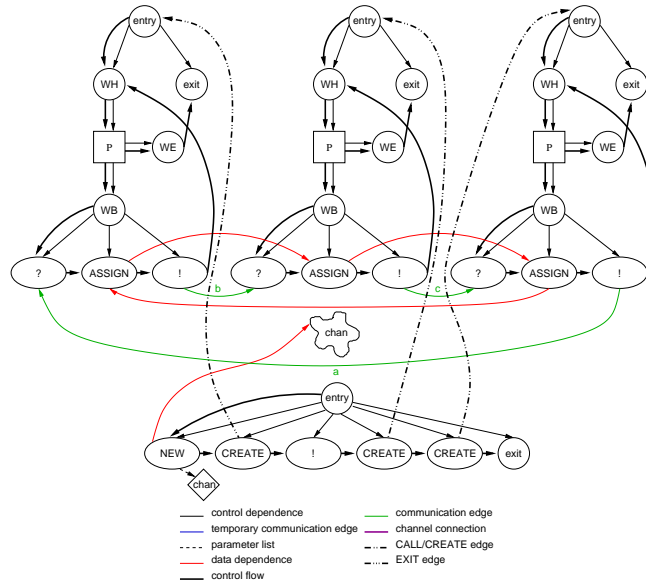 entry entry entry
WH exit WH exit WH exit
P WE P WE P WE
WB WB WB
? ASSIGN ! ? ASSIGN ! ? ASSIGN !
b c
chan
a
entry
NEW CREATE ! CREATE CREATE exit
chan
control dependence communication edge
temporary communication edge channel connection
parameter list CALL/CREATE edge
data dependence EXIT edge
control flow